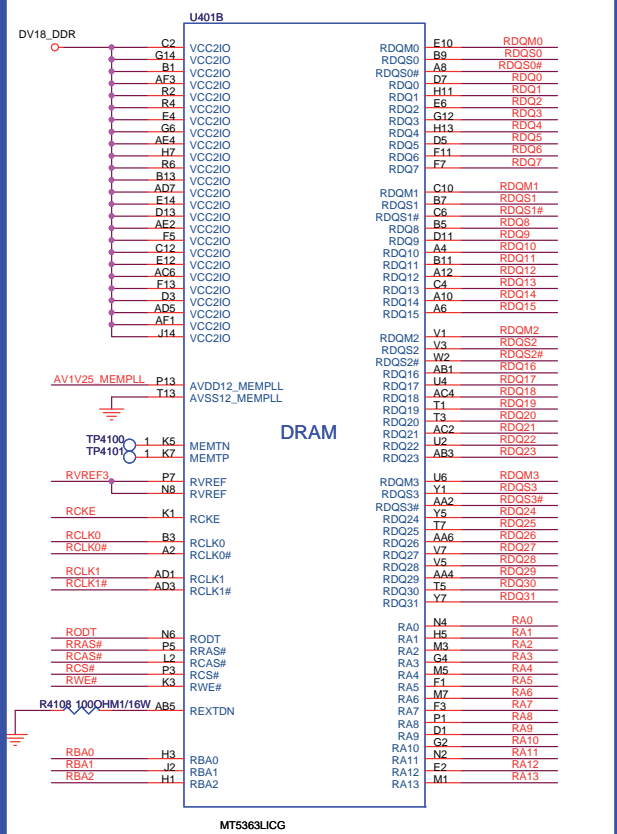 U401B
DV18_DDR
C2 VCC2IO
G14 VCC2IO
B1 VCC2IO
AF3 VCC2IO
R2 VCC2IO
R4 VCC2IO
E4 VCC2IO
G6 VCC2IO
AE4 VCC2IO
H7 VCC2IO
R6 VCC2IO
B13 VCC2IO
AD7 VCC2IO
E14 VCC2IO
D13 VCC2IO
AE2 VCC2IO
F5 VCC2IO
C12 VCC2IO
E12 VCC2IO
AC6 VCC2IO
F13 VCC2IO
D3 VCC2IO
AD5 VCC2IO
AF1 VCC2IO
J14 VCC2IO
AV1V25_MEMPLL P13 AVDD12_MEMPLL
T13 AVSS12_MEMPLL
TP4100 1 K5 MEMTN
TP4101 1 K7 MEMTP
RVREF3 P7 RVREF
N8 RVREF
RCKE K1 RCKE
RCLK0 B3 RCLK0
RCLK0# A2 RCLK0#
RCLK1 AD1 RCLK1
RCLK1# AD3 RCLK1#
RODT N6 RODT
RRAS# P5 RRAS#
RCAS# L2 RCAS#
RCS# P3 RCS#
RWE# K3 RWE#
R4108 100OHM1/16W AB5 REXTDN
RBA0 H3 RBA0
RBA1 J2 RBA1
RBA2 H1 RBA2
DRAM
RDQM0 E10 RDQM0
RDQS0 B9 RDQS0
RDQS0# A8 RDQS0#
RDQ0 D7 RDQ0
RDQ1 H11 RDQ1
RDQ2 E6 RDQ2
RDQ3 G12 RDQ3
RDQ4 H13 RDQ4
RDQ5 D5 RDQ5
RDQ6 F11 RDQ6
RDQ7 F7 RDQ7
RDQM1 C10 RDQM1
RDQS1 B7 RDQS1
RDQS1# C6 RDQS1#
RDQ8 B5 RDQ8
RDQ9 D11 RDQ9
RDQ10 A4 RDQ10
RDQ11 B11 RDQ11
RDQ12 A12 RDQ12
RDQ13 C4 RDQ13
RDQ14 A10 RDQ14
RDQ15 A6 RDQ15
RDQM2 V1 RDQM2
RDQS2 V3 RDQS2
RDQS2# W2 RDQS2#
RDQ16 AB1 RDQ16
RDQ17 U4 RDQ17
RDQ18 AC4 RDQ18
RDQ19 T1 RDQ19
RDQ20 T3 RDQ20
RDQ21 AC2 RDQ21
RDQ22 U2 RDQ22
RDQ23 AB3 RDQ23
RDQM3 U6 RDQM3
RDQS3 Y1 RDQS3
RDQS3# AA2 RDQS3#
RDQ24 Y5 RDQ24
RDQ25 T7 RDQ25
RDQ26 AA6 RDQ26
RDQ27 V7 RDQ27
RDQ28 V5 RDQ28
RDQ29 AA4 RDQ29
RDQ30 T5 RDQ30
RDQ31 Y7 RDQ31
RA0 N4 RA0
RA1 H5 RA1
RA2 M3 RA2
RA3 G4 RA3
RA4 M5 RA4
RA5 F1 RA5
RA6 M7 RA6
RA7 F3 RA7
RA8 P1 RA8
RA9 D1 RA9
RA10 G2 RA10
RA11 N2 RA11
RA12 E2 RA12
RA13 M1 RA13
MT5363LICG